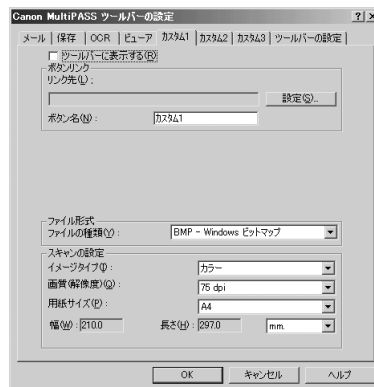 Canon MultiPASS ツールバーの設定
メール 保存 OCR ビューア カスタム1 カスタム2 カスタム3 ツールバーの設定
ツールバーに表示する(R)
ボタンリンク
リンク先(L):
設定(S)...
ボタン名(N): カスタム1
ファイル形式
ファイルの種類(Y): BMP - Windows ビットマップ
スキャンの設定
イメージタイプ(I): カラー
画質(解像度)(Q): 75 dpi
用紙サイズ(P): A4
幅(W): 210.0 長さ(H): 297.0 mm.
OK キャンセル ヘルプ